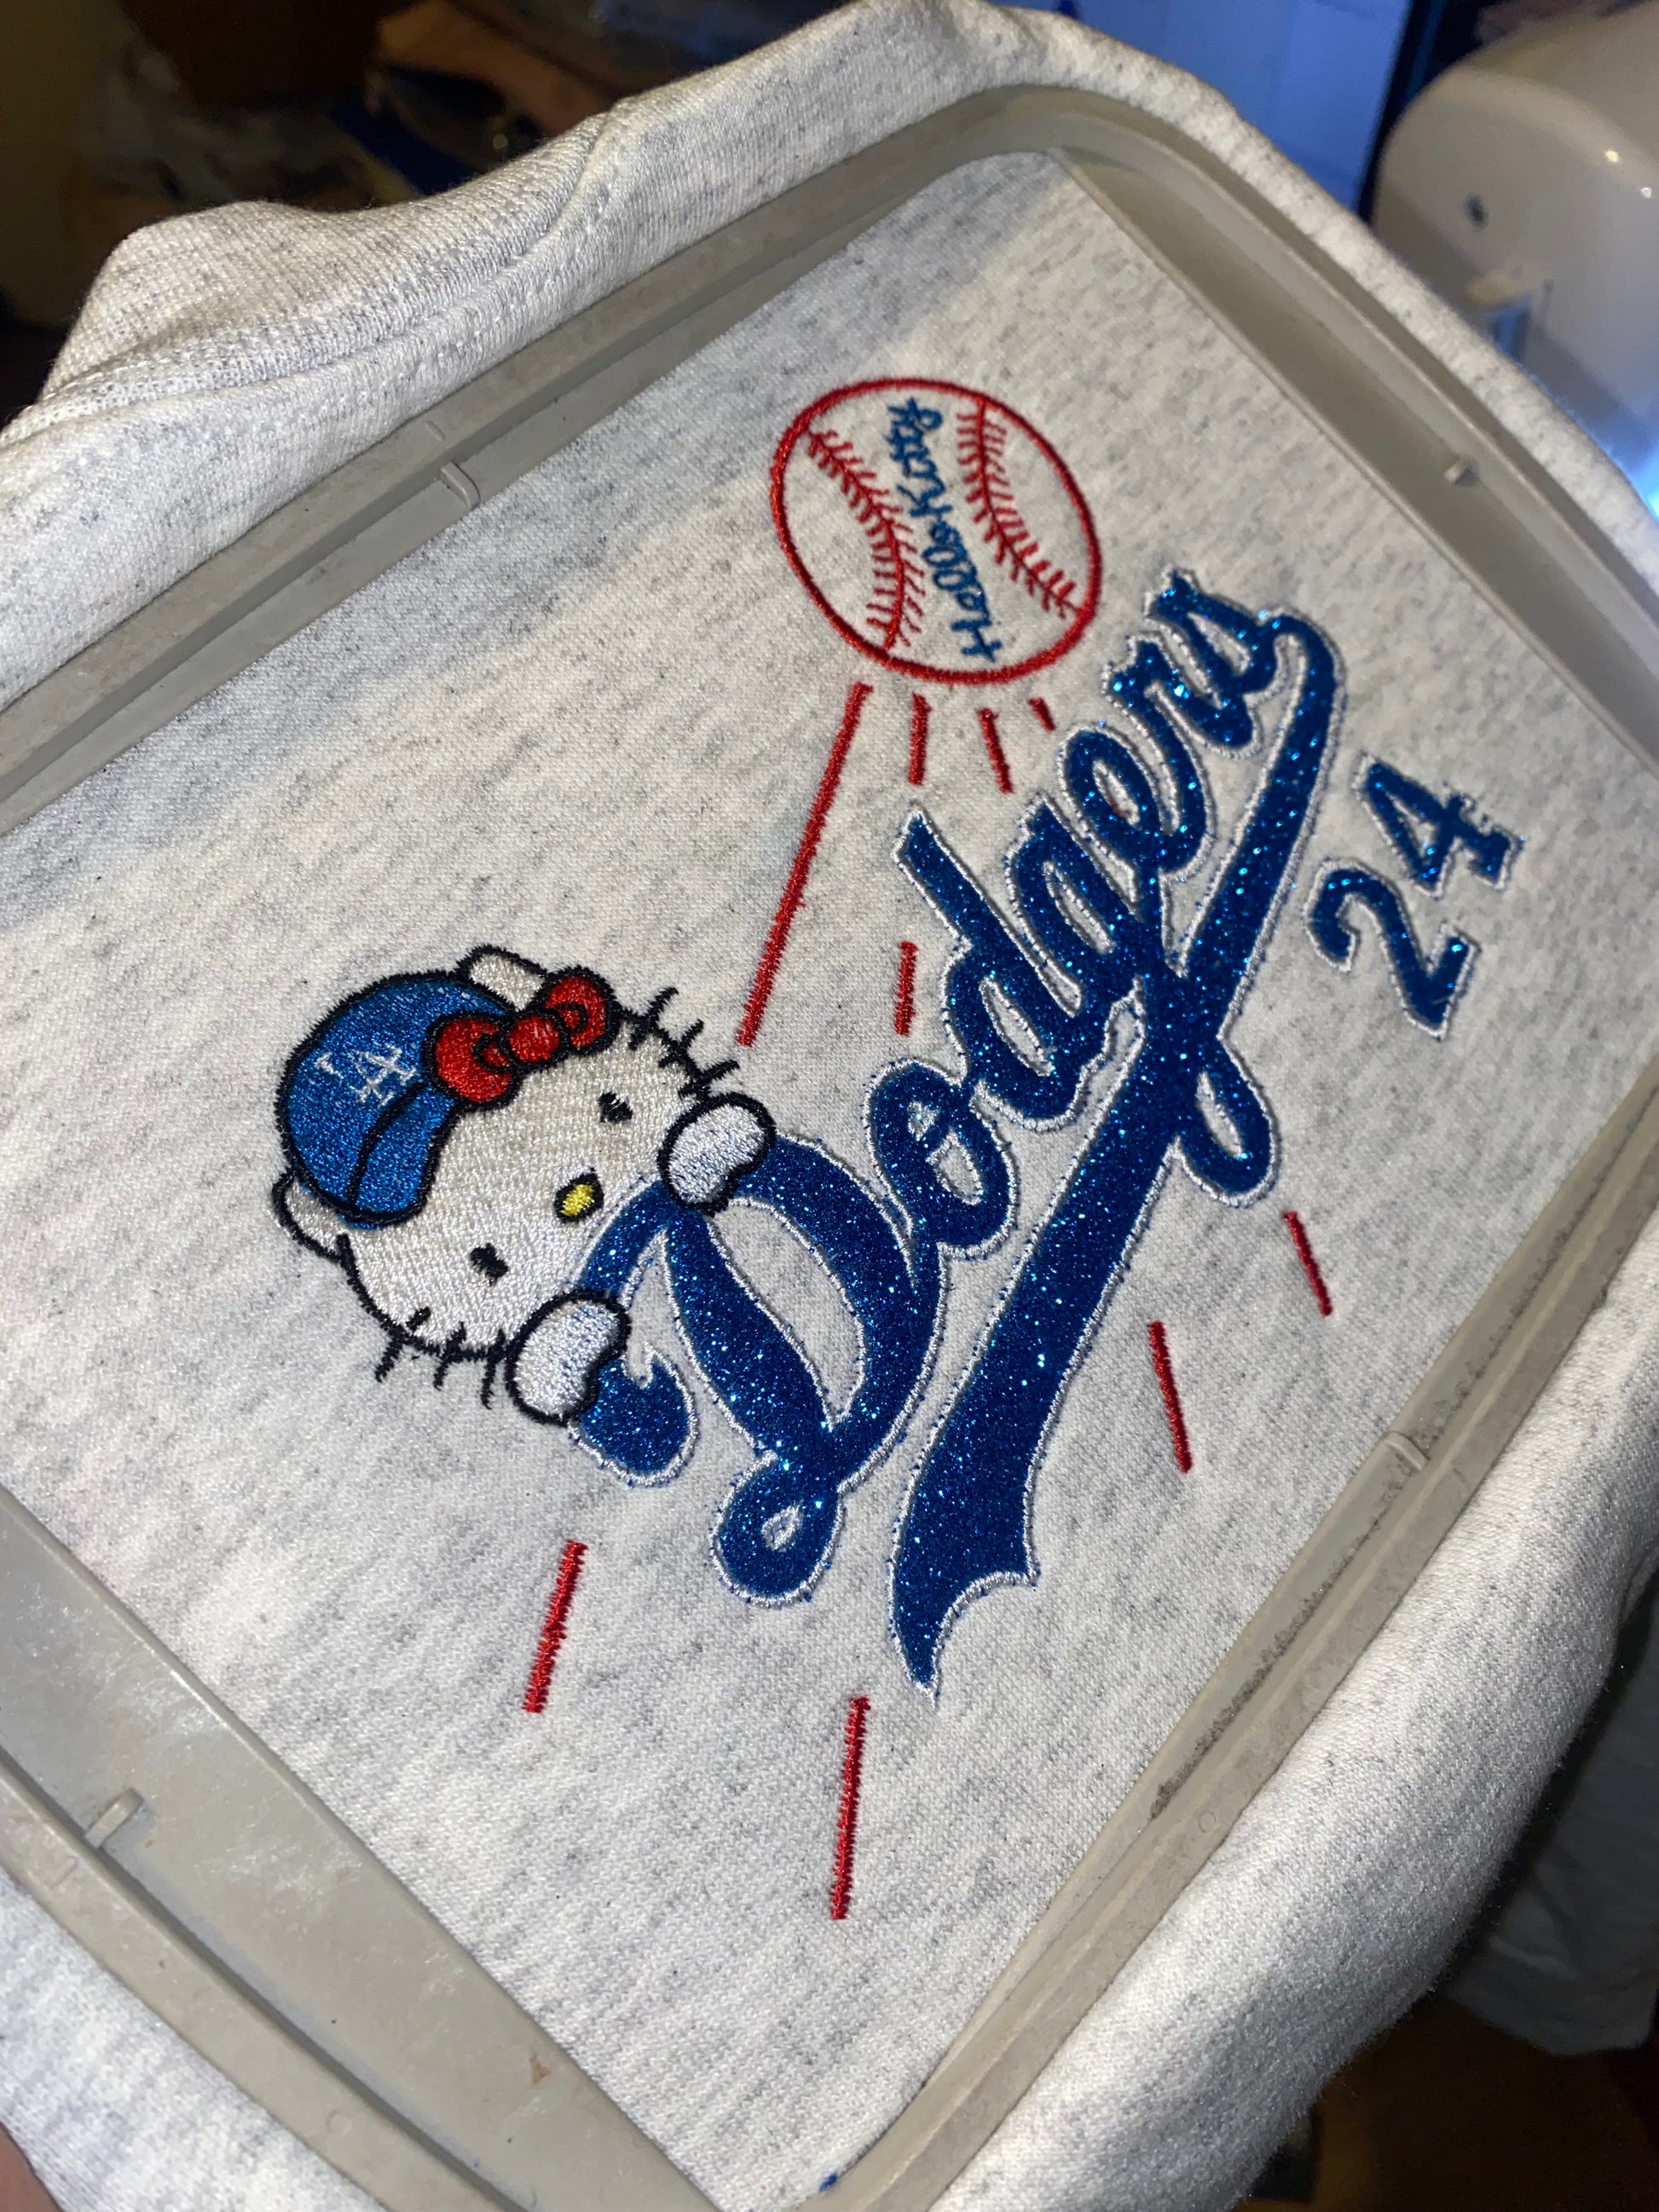 Hello Kitty
Dodgers
24
LA